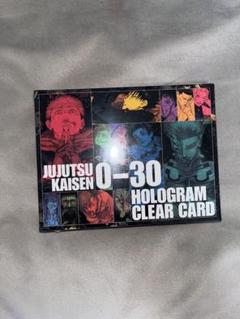 JUJUTSU
KAISEN 0-30
HOLOGRAM
CLEAR CARD